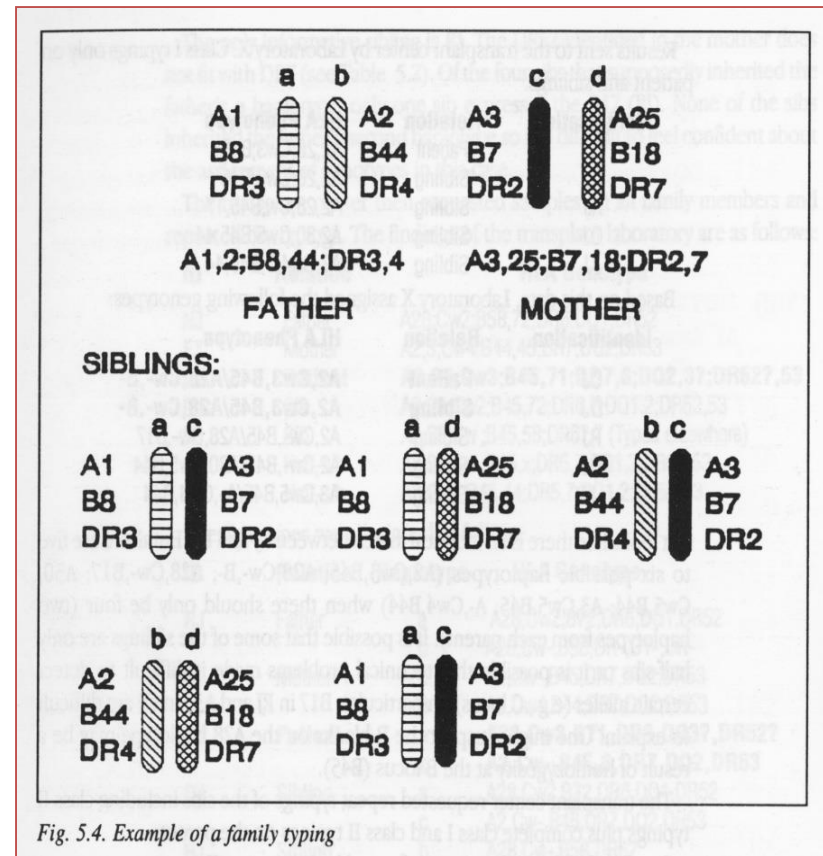 a b c d
A1 A2 A3 A25
B8 B44 B7 B18
DR3 DR4 DR2 DR7
A1,2;B8,44;DR3,4 A3,25;B7,18;DR2,7
FATHER MOTHER
SIBLINGS:
a c a d b c
A1 A3 A1 A25 A2 A3
B8 B7 B8 B18 B44 B7
DR3 DR2 DR3 DR7 DR4 DR2
b d a c
A2 A25 A1 A3
B44 B18 B8 B7
DR4 DR7 DR3 DR2
Fig. 5.4. Example of a family typing